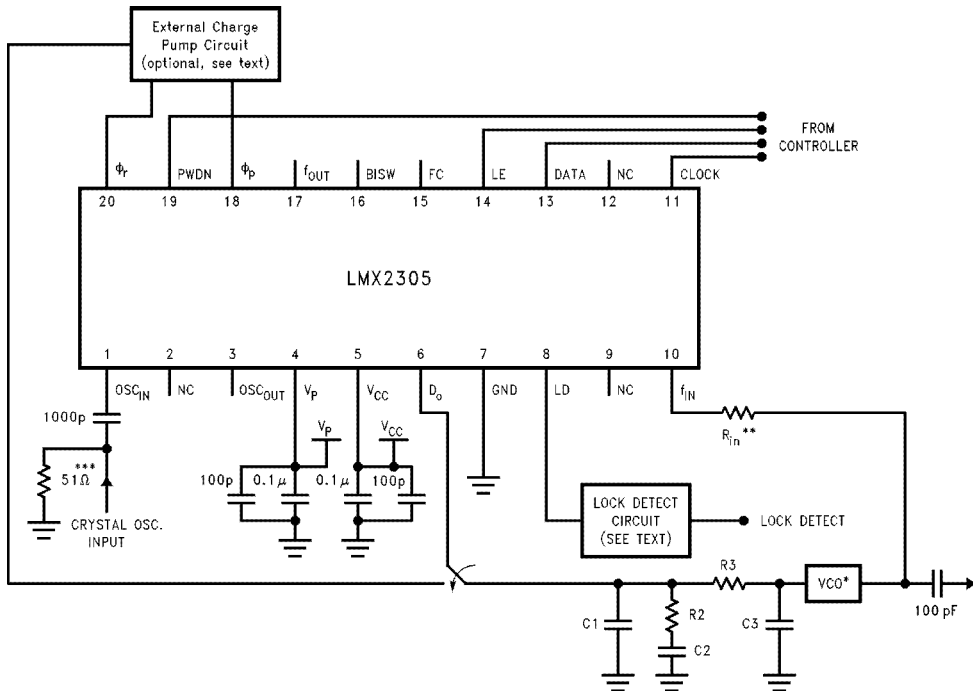 External Charge
Pump Circuit
(optional, see text)
FROM
CONTROLLER
ϕr PWDN ϕp fOUT BISW FC LE DATA NC CLOCK
20 19 18 17 16 15 14 13 12 11
LMX2305
1 2 3 4 5 6 7 8 9 10
OSCIN NC OSCOUT VP VCC Do GND LD NC fIN
1000p
Rin**
VP VCC
51Ω***
100p 0.1μ 0.1μ 100p
CRYSTAL OSC.
INPUT
LOCK DETECT
CIRCUIT
(SEE TEXT)
LOCK DETECT
R3
VCO*
100 pF
C1 R2 C3
C2